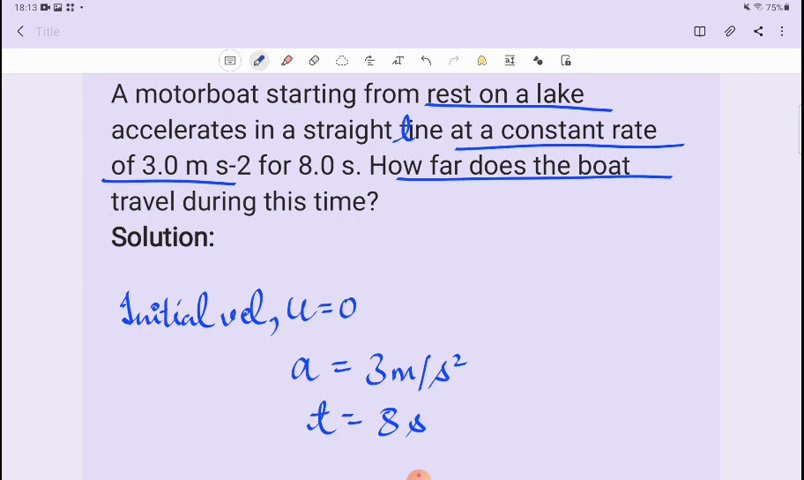 18:13 75%
Title
A motorboat starting from rest on a lake
accelerates in a straight line at a constant rate
of 3.0 m s-2 for 8.0 s. How far does the boat
travel during this time?
Solution:
Initial vel, u=0
a = 3m/s²
t = 8s